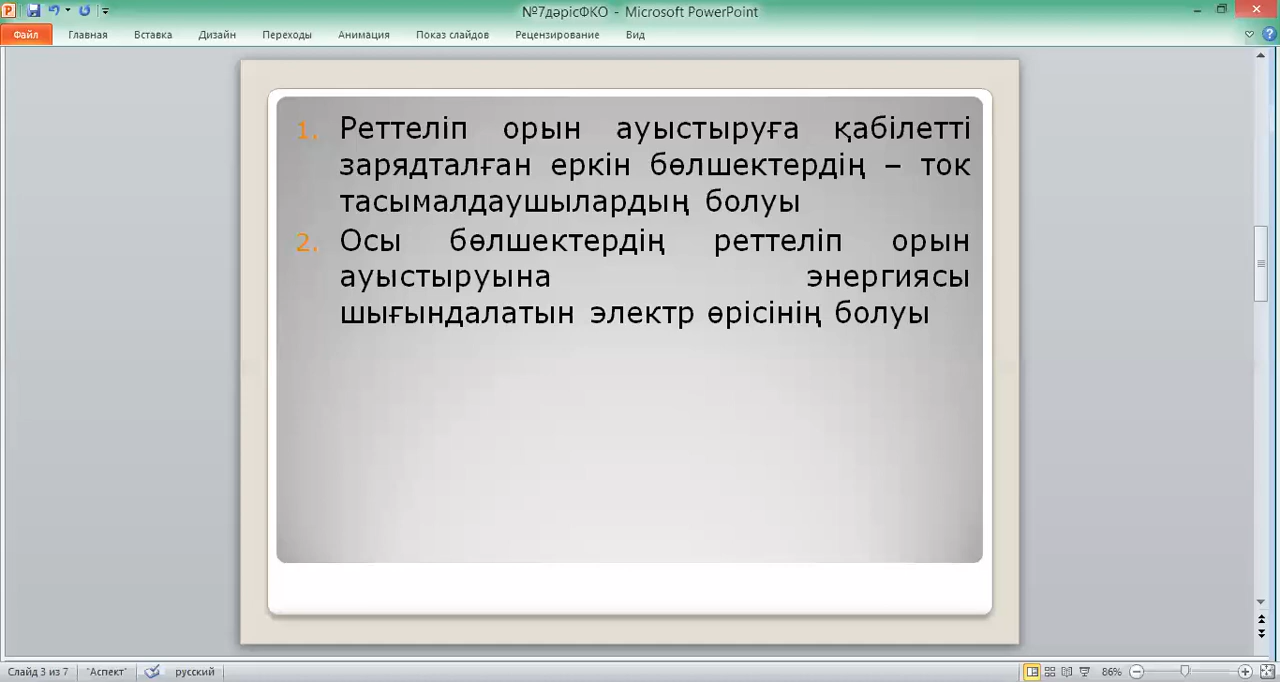 №7дәрісФКО - Microsoft PowerPoint
Файл Главная Вставка Дизайн Переходы Анимация Показ слайдов Рецензирование Вид
1. Реттеліп орын ауыстыруға қабілетті
зарядталған еркін бөлшектердің – ток
тасымалдаушылардың болуы
2. Осы бөлшектердің реттеліп орын
ауыстыруына энергиясы
шығындалатын электр өрісінің болуы
Слайд 3 из 7 "Аспект" русский 86%